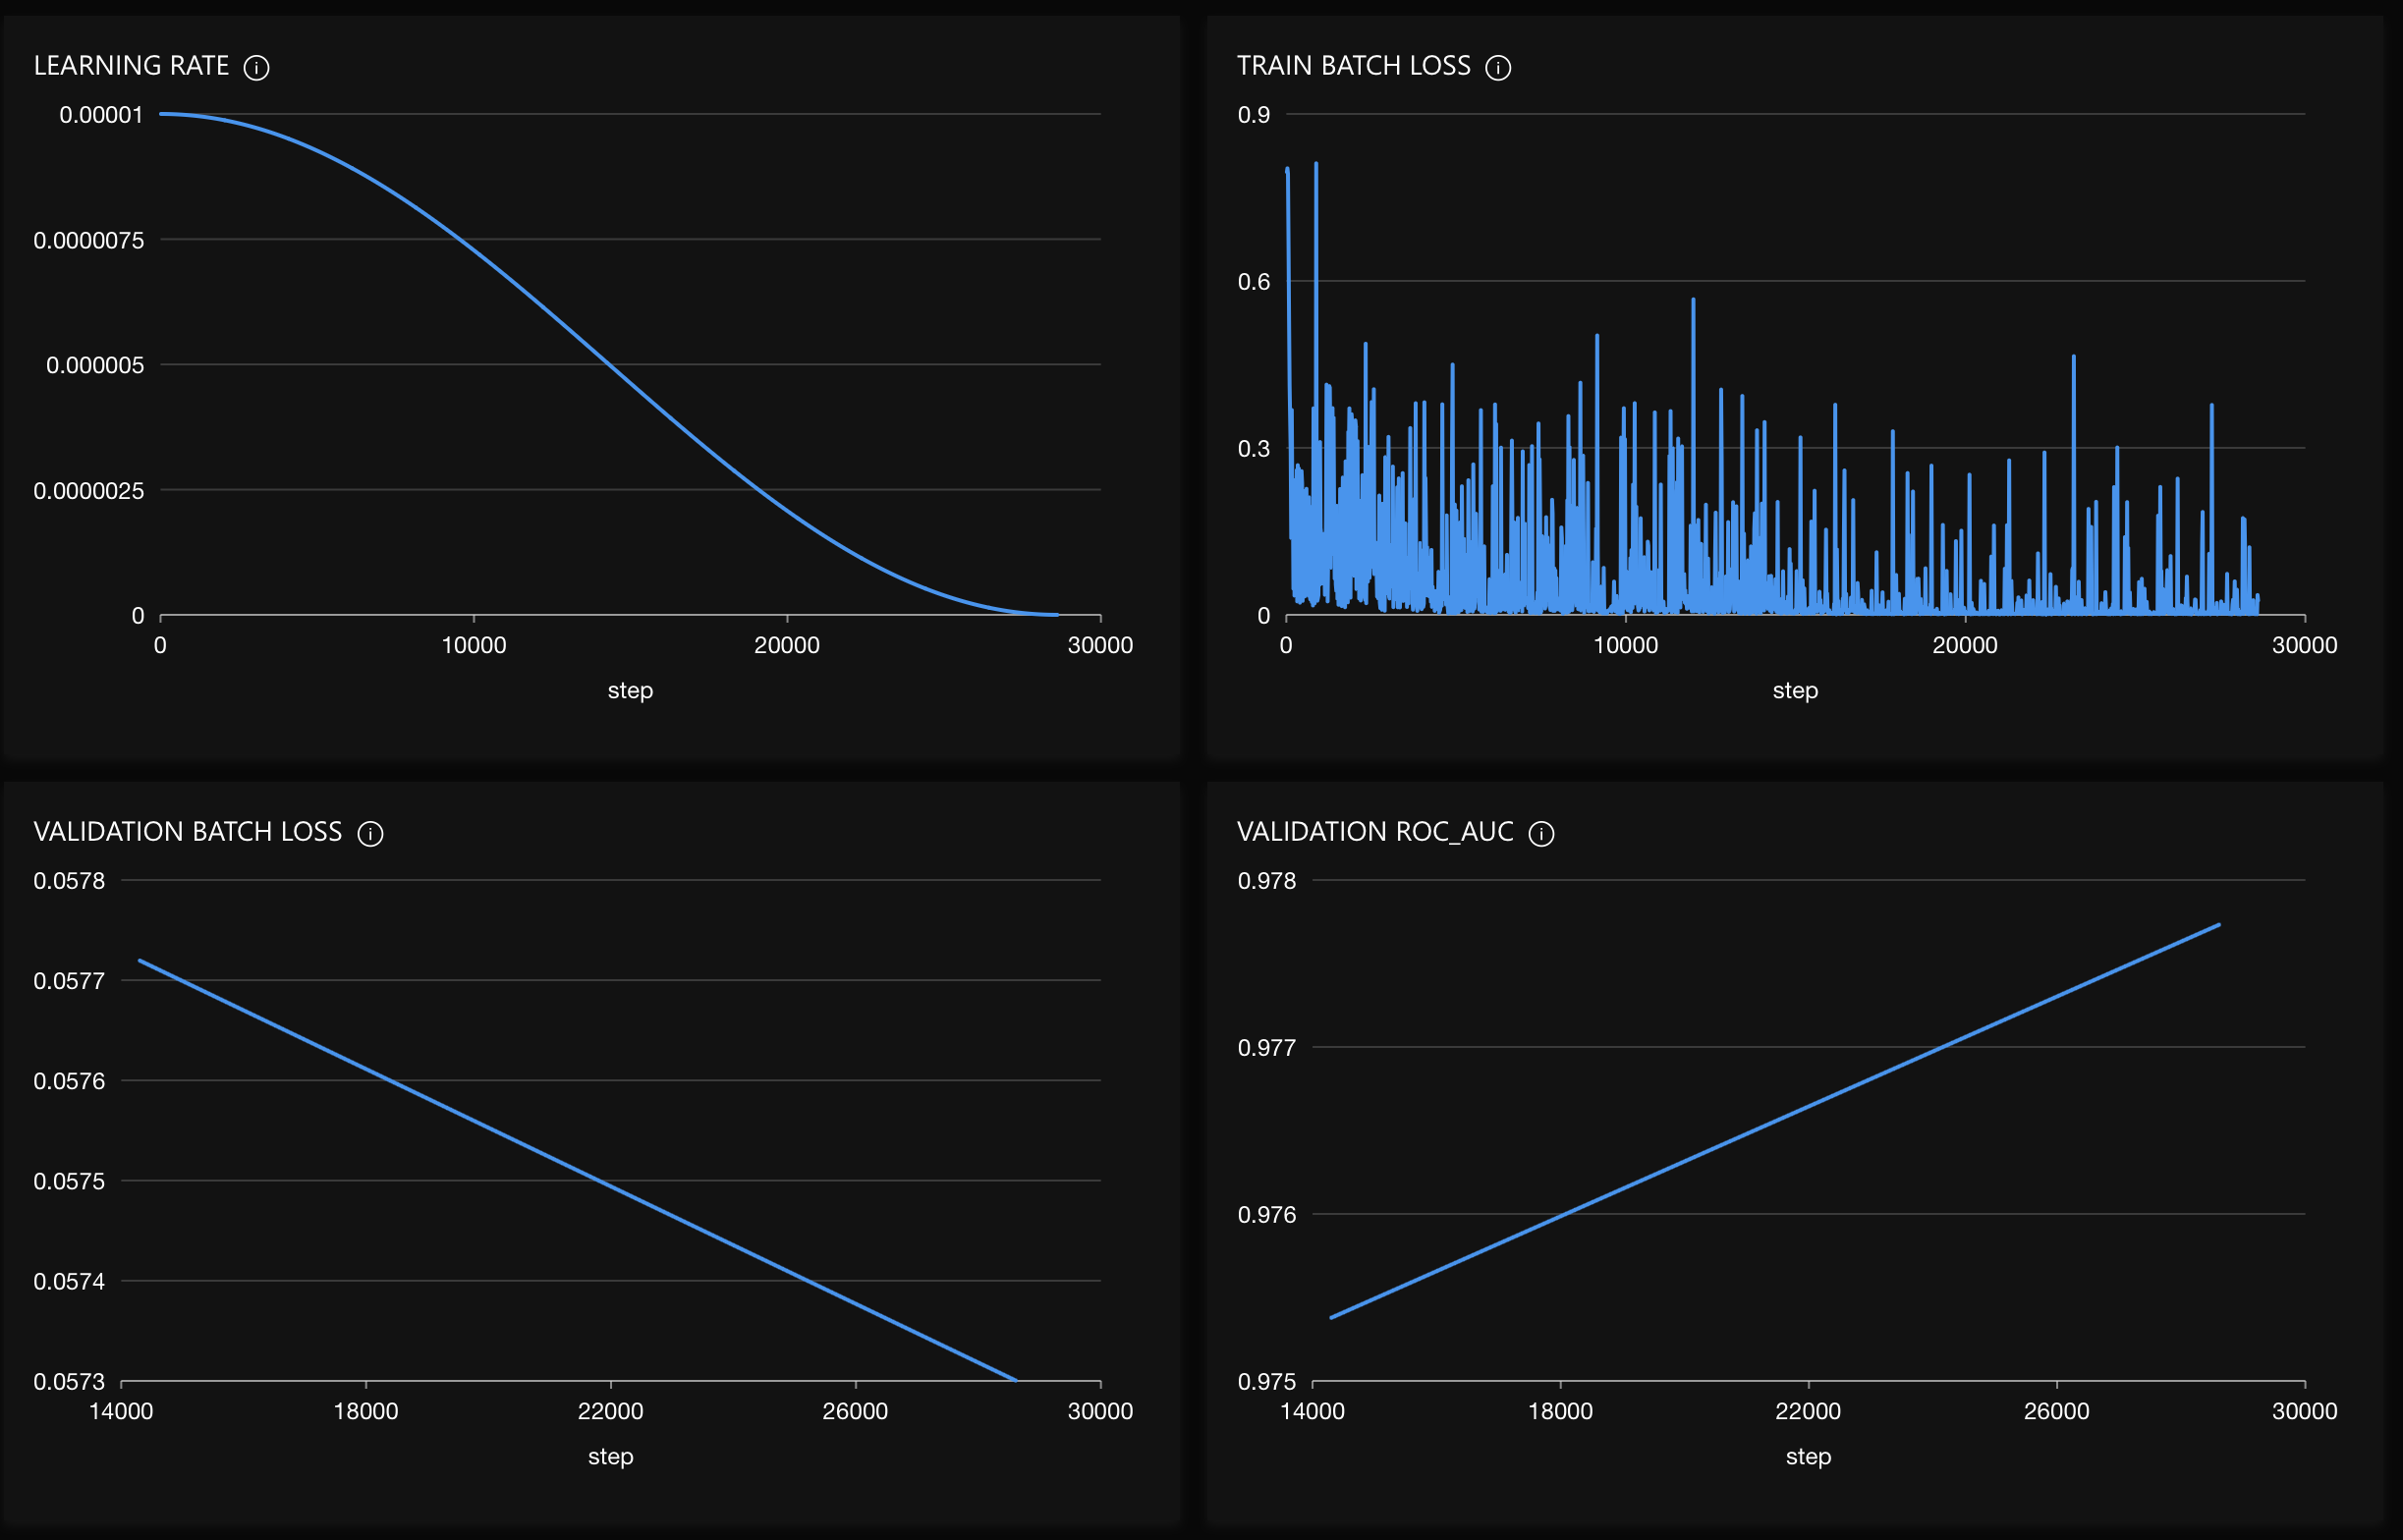 LEARNING RATE
0.00001
0.0000075
0.000005
0.0000025
0
0 10000 20000 30000
step
TRAIN BATCH LOSS
0.9
0.6
0.3
0
0 10000 20000 30000
step
VALIDATION BATCH LOSS
0.0578
0.0577
0.0576
0.0575
0.0574
0.0573
14000 18000 22000 26000 30000
step
VALIDATION ROC_AUC
0.978
0.977
0.976
0.975
14000 18000 22000 26000 30000
step